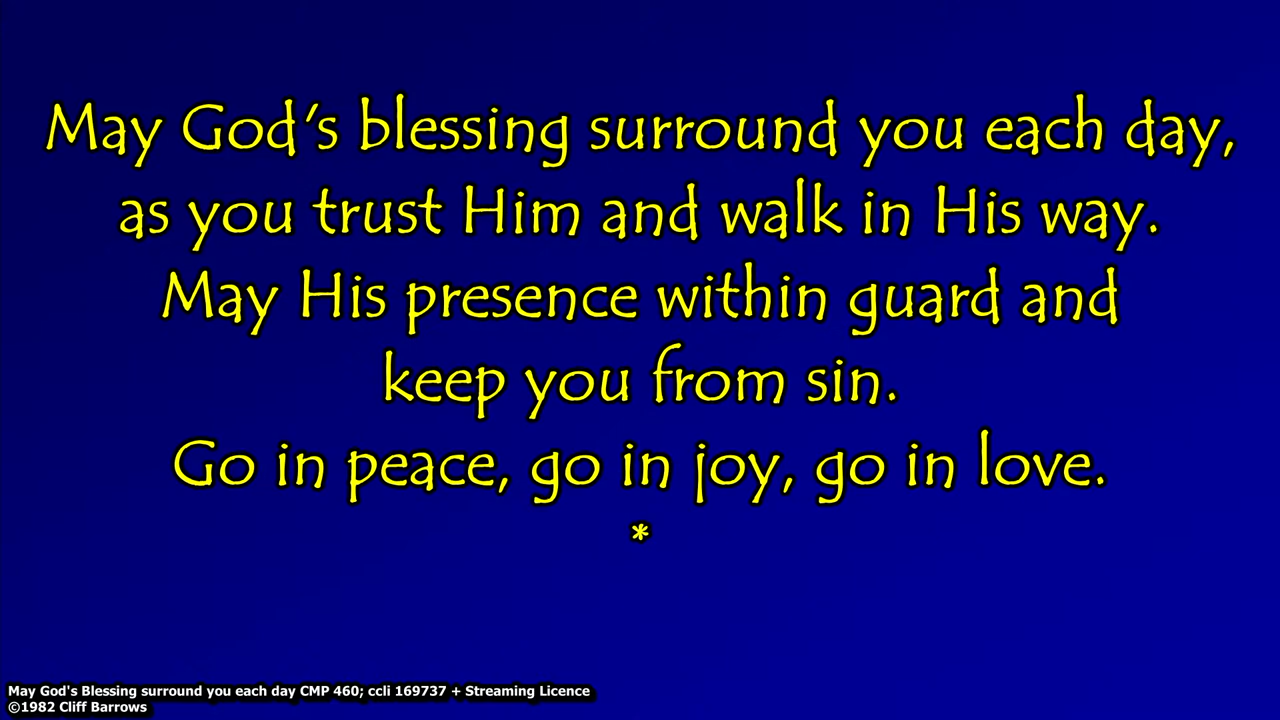 May God's blessing surround you each day,
as you trust Him and walk in His way.
May His presence within guard and
keep you from sin.
Go in peace, go in joy, go in love.
*
May God's Blessing surround you each day CMP 460; ccli 169737 + Streaming Licence
©1982 Cliff Barrows